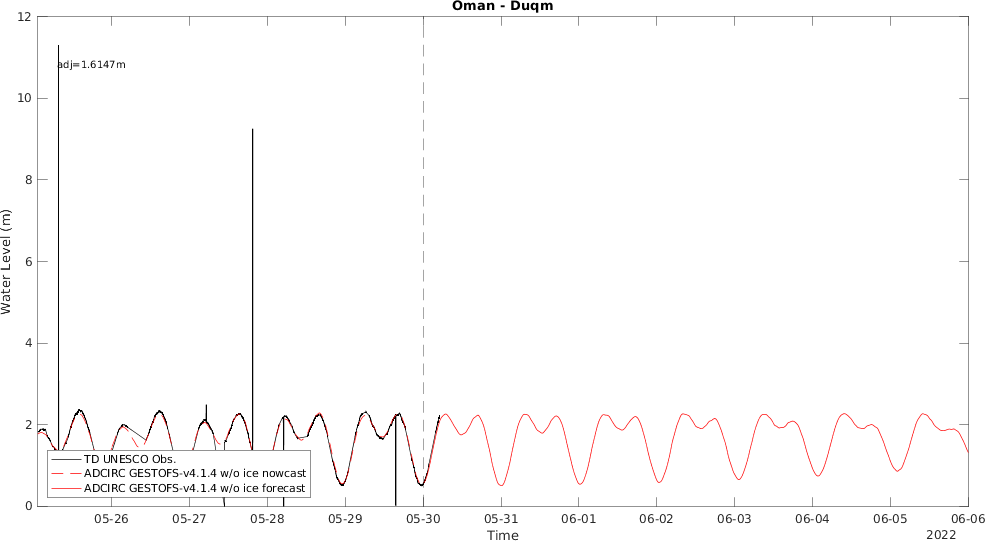 Oman - Duqm
12
10
8
6
4
2
0
Water Level (m)
adj=1.6147m
TD UNESCO Obs.
ADCIRC GESTOFS-v4.1.4 w/o ice nowcast
ADCIRC GESTOFS-v4.1.4 w/o ice forecast
05-26 05-27 05-28 05-29 05-30 05-31 06-01 06-02 06-03 06-04 06-05 06-06
Time
2022